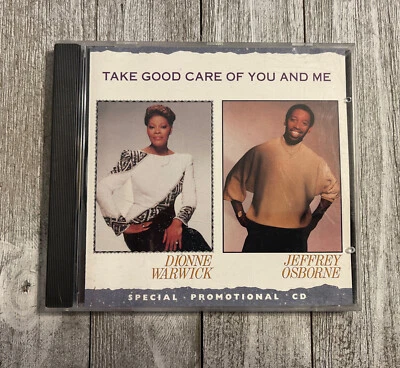 TAKE GOOD CARE OF YOU AND ME
DIONNE
WARWICK
JEFFREY
OSBORNE
SPECIAL · PROMOTIONAL · CD